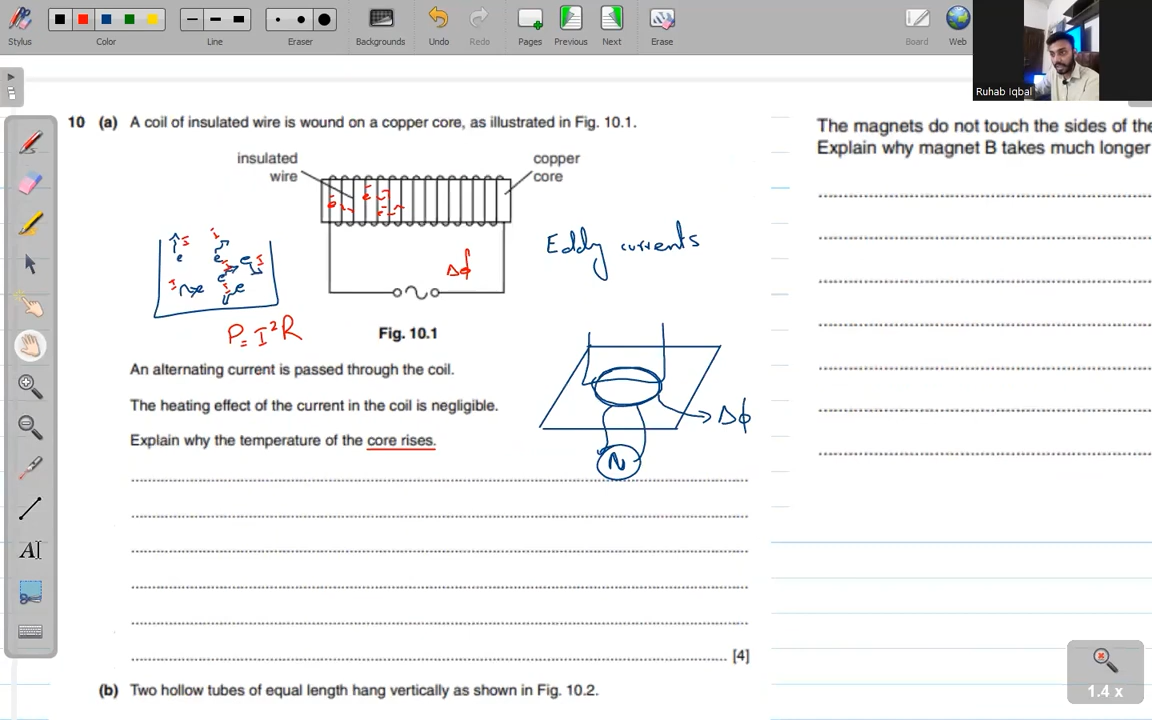 Stylus
Color
Line
Eraser
Backgrounds
Undo
Redo
Pages
Previous
Next
Erase
Board
Web
Ruhab Iqbal
10 (a) A coil of insulated wire is wound on a copper core, as illustrated in Fig. 10.1.
insulated
wire
copper
core
Eddy currents
Δϕ
P = I²R
Fig. 10.1
An alternating current is passed through the coil.
The heating effect of the current in the coil is negligible.
Δϕ
Explain why the temperature of the core rises.
N
[4]
(b) Two hollow tubes of equal length hang vertically as shown in Fig. 10.2.
The magnets do not touch the sides of the
Explain why magnet B takes much longer
1.4 x